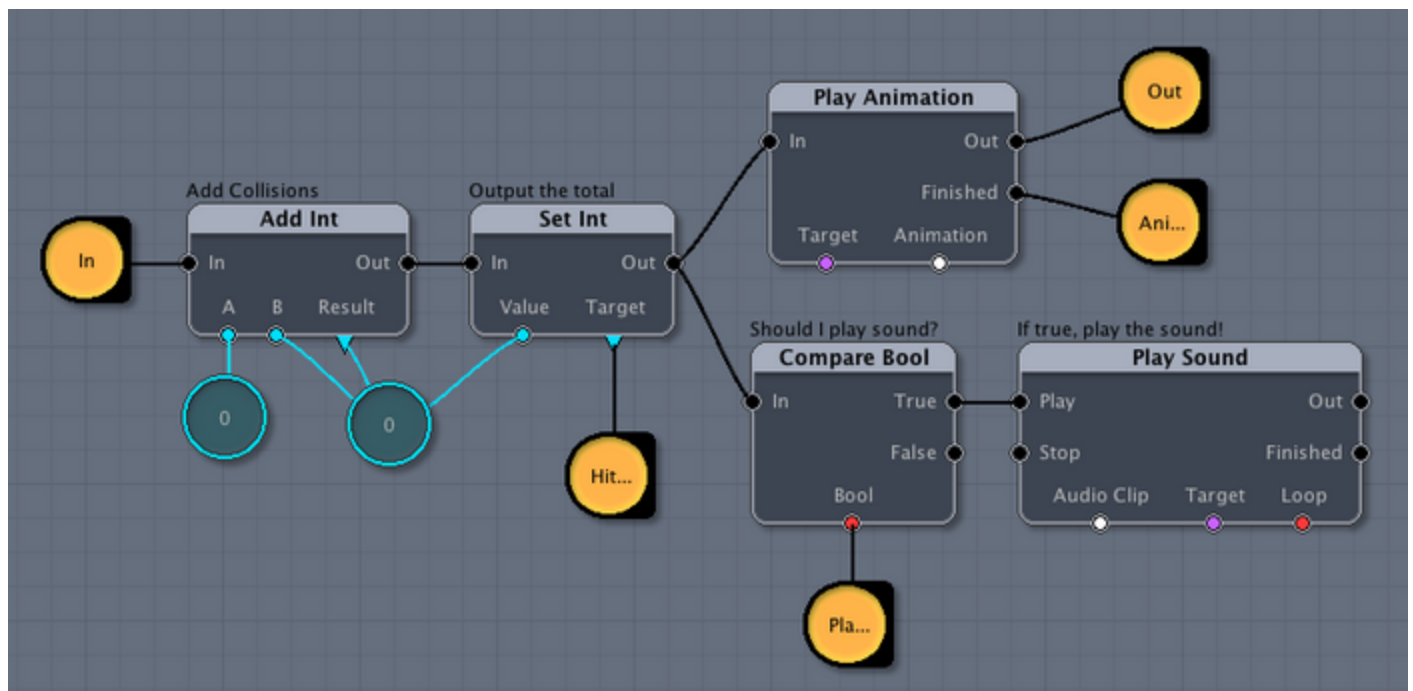 Play Animation
Out
In
Out
Finished
Ani...
Target
Animation
Add Collisions
Add Int
In
In
Out
A
B
Result
0
0
Output the total
Set Int
In
Out
Value
Target
Hit...
Should I play sound?
Compare Bool
In
True
False
Bool
Pla...
If true, play the sound!
Play Sound
Play
Out
Stop
Finished
Audio Clip
Target
Loop